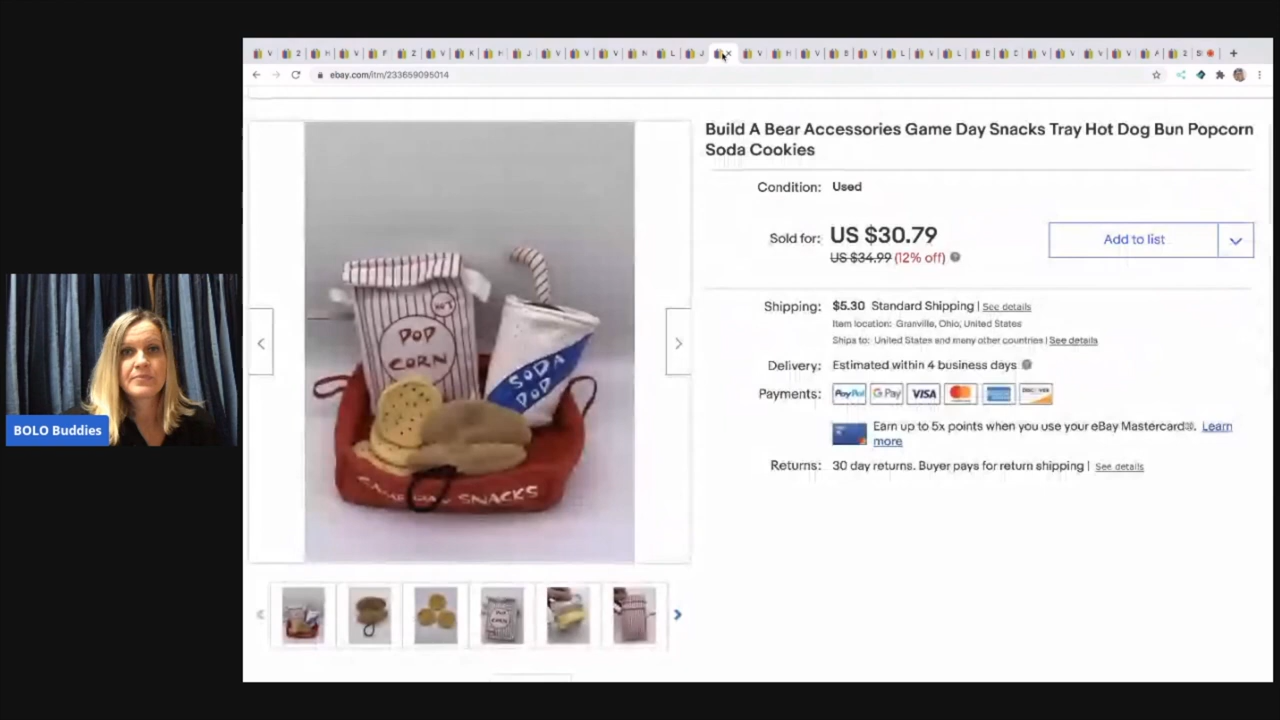 ebay.com/itm/233659095014
Build A Bear Accessories Game Day Snacks Tray Hot Dog Bun Popcorn
Soda Cookies
Condition: Used
Sold for: US $30.79
Add to list
US $34.99 (12% off)
Shipping: $5.30 Standard Shipping | See details
Item location: Granville, Ohio, United States
Ships to: United States and many other countries | See details
Delivery: Estimated within 4 business days
Payments: PayPal G Pay VISA
Earn up to 5x points when you use your eBay Mastercard®. Learn
more
Returns: 30 day returns. Buyer pays for return shipping | See details
HOT
POP
CORN
SODA
POP
SNACKS
BOLO Buddies